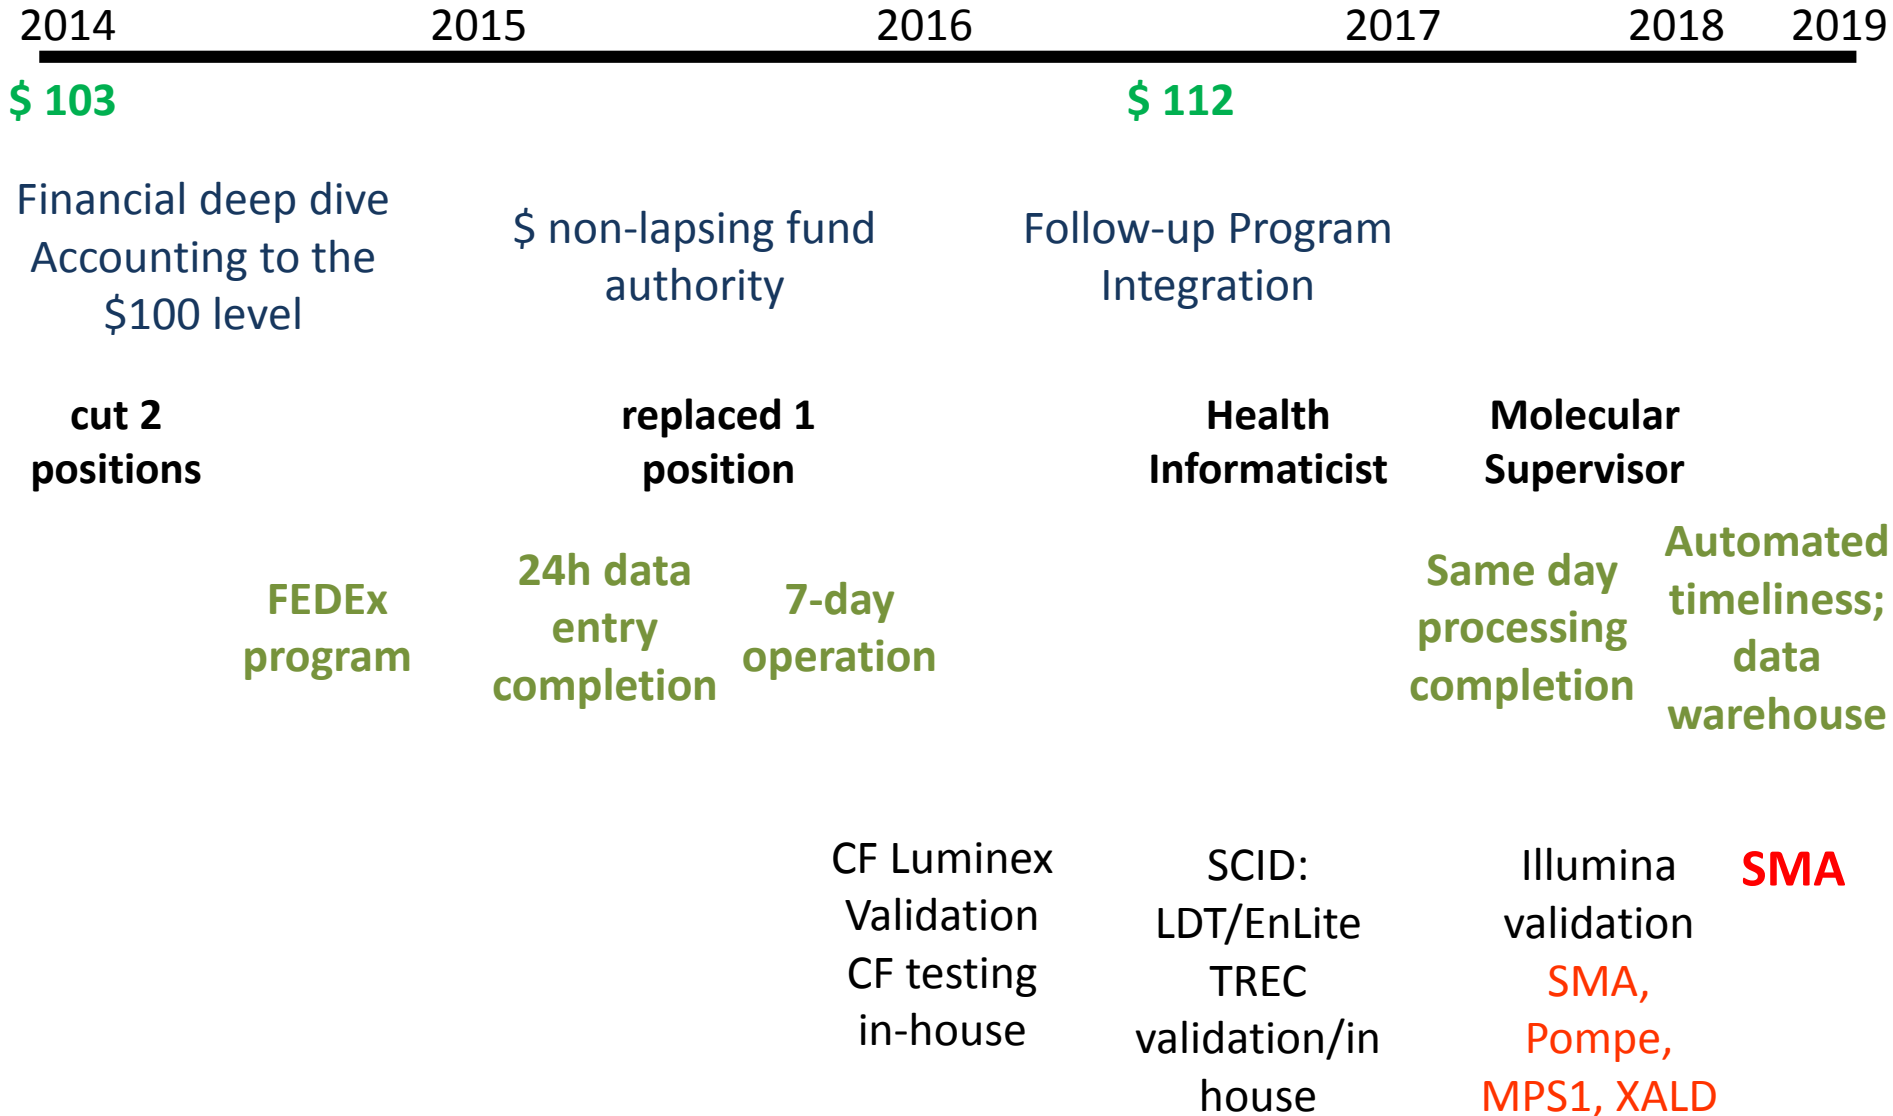 2014 2015 2016 2017 2018 2019
$ 103 $ 112
Financial deep dive
Accounting to the
$100 level
$ non-lapsing fund
authority
Follow-up Program
Integration
cut 2
positions
replaced 1
position
Health
Informaticist
Molecular
Supervisor
FEDEx
program
24h data
entry
completion
7-day
operation
Same day
processing
completion
Automated
timeliness;
data
warehouse
CF Luminex
Validation
CF testing
in-house
SCID:
LDT/EnLite
TREC
validation/in
house
Illumina
validation
SMA,
Pompe,
MPS1, XALD
SMA